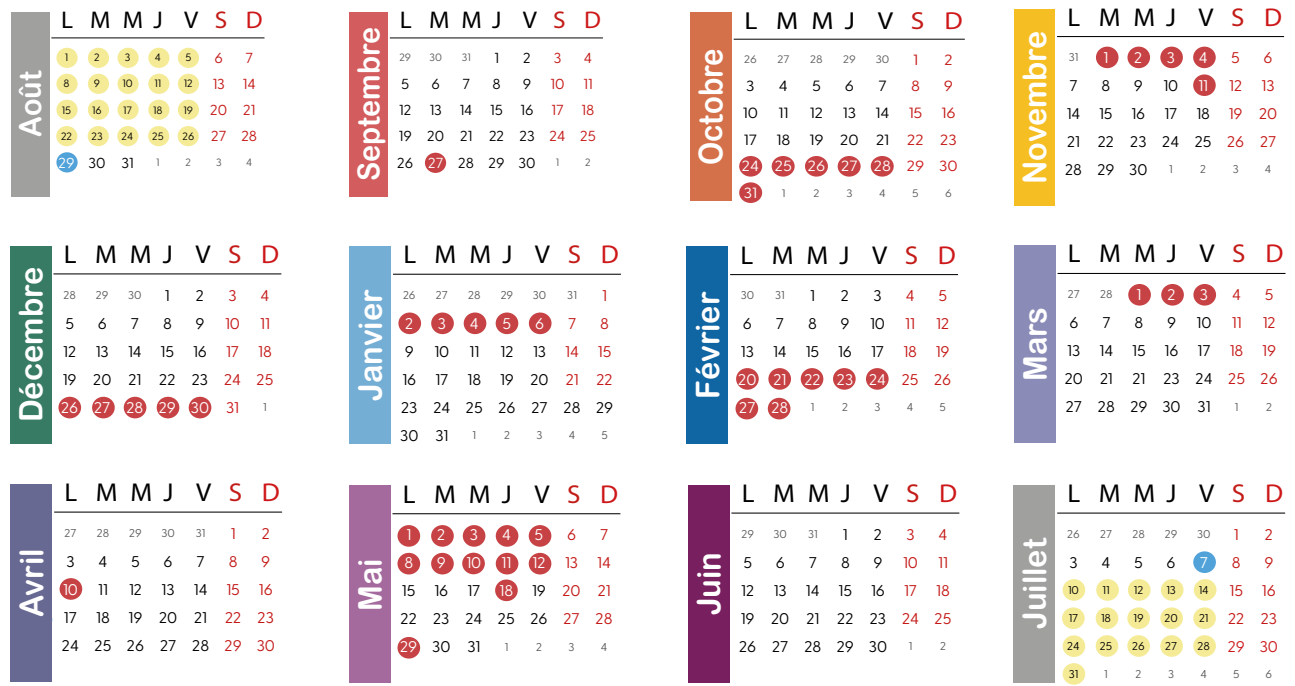 Août
L M M J V S D
1 2 3 4 5 6 7
8 9 10 11 12 13 14
15 16 17 18 19 20 21
22 23 24 25 26 27 28
29 30 31 1 2 3 4
Septembre
L M M J V S D
29 30 31 1 2 3 4
5 6 7 8 9 10 11
12 13 14 15 16 17 18
19 20 21 22 23 24 25
26 27 28 29 30 1 2
Octobre
L M M J V S D
26 27 28 29 30 1 2
3 4 5 6 7 8 9
10 11 12 13 14 15 16
17 18 19 20 21 22 23
24 25 26 27 28 29 30
31 1 2 3 4 5 6
Novembre
L M M J V S D
31 1 2 3 4 5 6
7 8 9 10 11 12 13
14 15 16 17 18 19 20
21 22 23 24 25 26 27
28 29 30 1 2 3 4
Décembre
L M M J V S D
28 29 30 1 2 3 4
5 6 7 8 9 10 11
12 13 14 15 16 17 18
19 20 21 22 23 24 25
26 27 28 29 30 31 1
Janvier
L M M J V S D
26 27 28 29 30 31 1
2 3 4 5 6 7 8
9 10 11 12 13 14 15
16 17 18 19 20 21 22
23 24 25 26 27 28 29
30 31 1 2 3 4 5
Février
L M M J V S D
30 31 1 2 3 4 5
6 7 8 9 10 11 12
13 14 15 16 17 18 19
20 21 22 23 24 25 26
27 28 1 2 3 4 5
Mars
L M M J V S D
27 28 1 2 3 4 5
6 7 8 9 10 11 12
13 14 15 16 17 18 19
20 21 21 23 24 25 26
27 28 29 30 31 1 2
Avril
L M M J V S D
27 28 29 30 31 1 2
3 4 5 6 7 8 9
10 11 12 13 14 15 16
17 18 19 20 21 22 23
24 25 26 27 28 29 30
Mai
L M M J V S D
1 2 3 4 5 6 7
8 9 10 11 12 13 14
15 16 17 18 19 20 21
22 23 24 25 26 27 28
29 30 31 1 2 3 4
Juin
L M M J V S D
29 30 31 1 2 3 4
5 6 7 8 9 10 11
12 13 14 15 16 17 18
19 20 21 22 23 24 25
26 27 28 29 30 1 2
Juillet
L M M J V S D
26 27 28 29 30 1 2
3 4 5 6 7 8 9
10 11 12 13 14 15 16
17 18 19 20 21 22 23
24 25 26 27 28 29 30
31 1 2 3 4 5 6